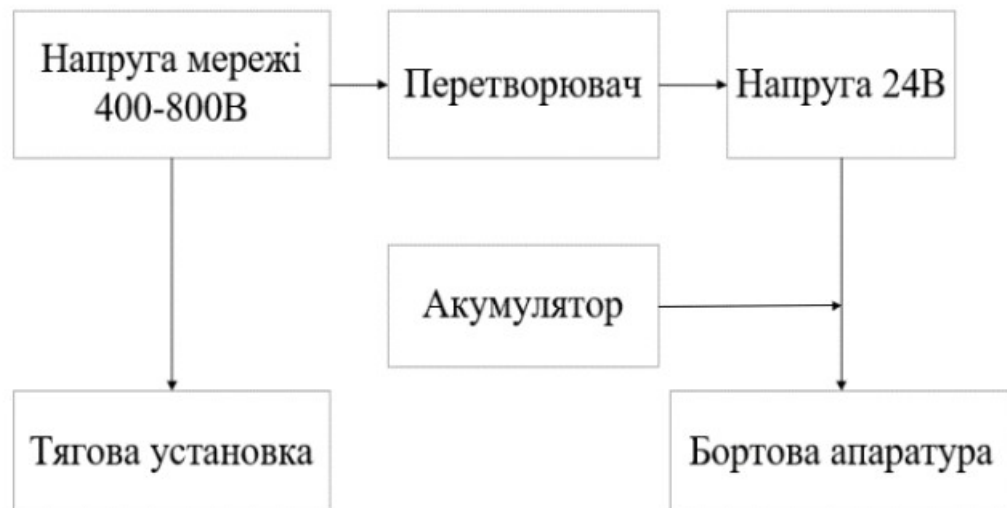 Напруга мережі
400-800В
Перетворювач
Напруга 24В
Акумулятор
Тягова установка
Бортова апаратура